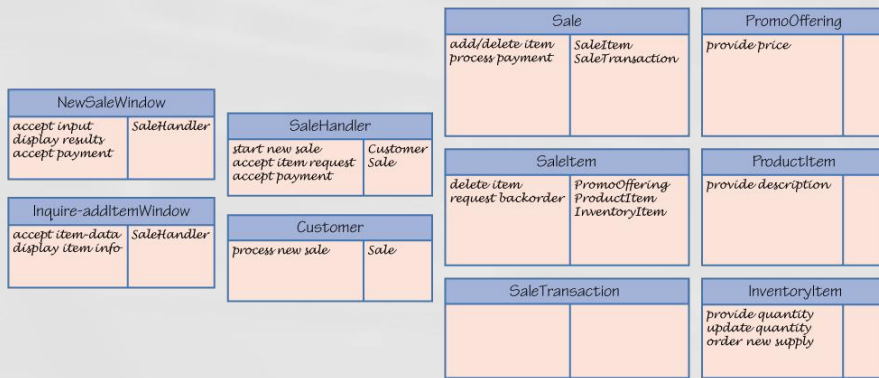 NewSaleWindow
accept input
display results
accept payment
SaleHandler
Inquire-addItemWindow
accept item-data
display item info
SaleHandler
SaleHandler
start new sale
accept item request
accept payment
Customer
Sale
Customer
process new sale
Sale
Sale
add/delete item
process payment
SaleItem
SaleTransaction
SaleItem
delete item
request backorder
PromoOffering
ProductItem
InventoryItem
SaleTransaction
PromoOffering
provide price
ProductItem
provide description
InventoryItem
provide quantity
update quantity
order new supply